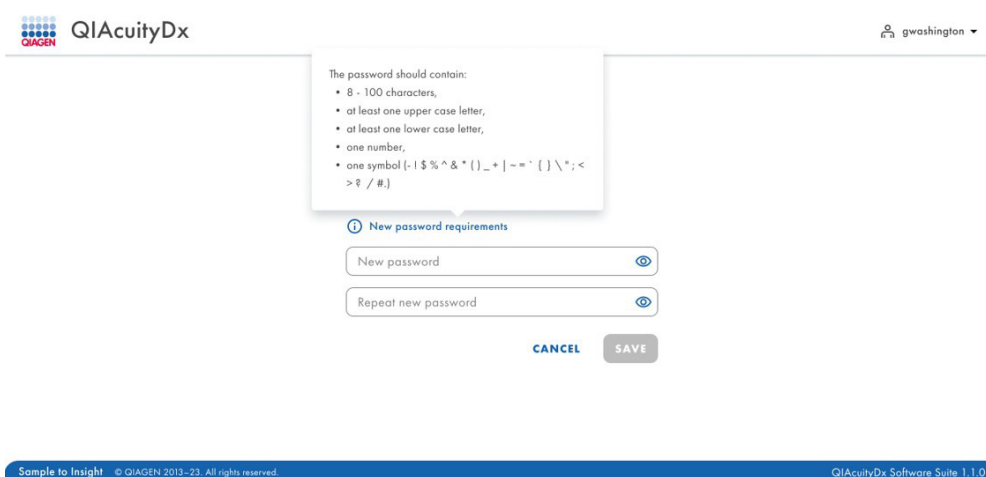 QIAGEN
QIAcuityDx
gwashington
The password should contain:
• 8 - 100 characters,
• at least one upper case letter,
• at least one lower case letter,
• one number,
• one symbol (- ! $ % ^ & * ( ) _ + | ~ = ` { } \ " ; <
> ? / #.)
New password requirements
New password
Repeat new password
CANCEL SAVE
Sample to Insight © QIAGEN 2013–23. All rights reserved. QIAcuityDx Software Suite 1.1.0